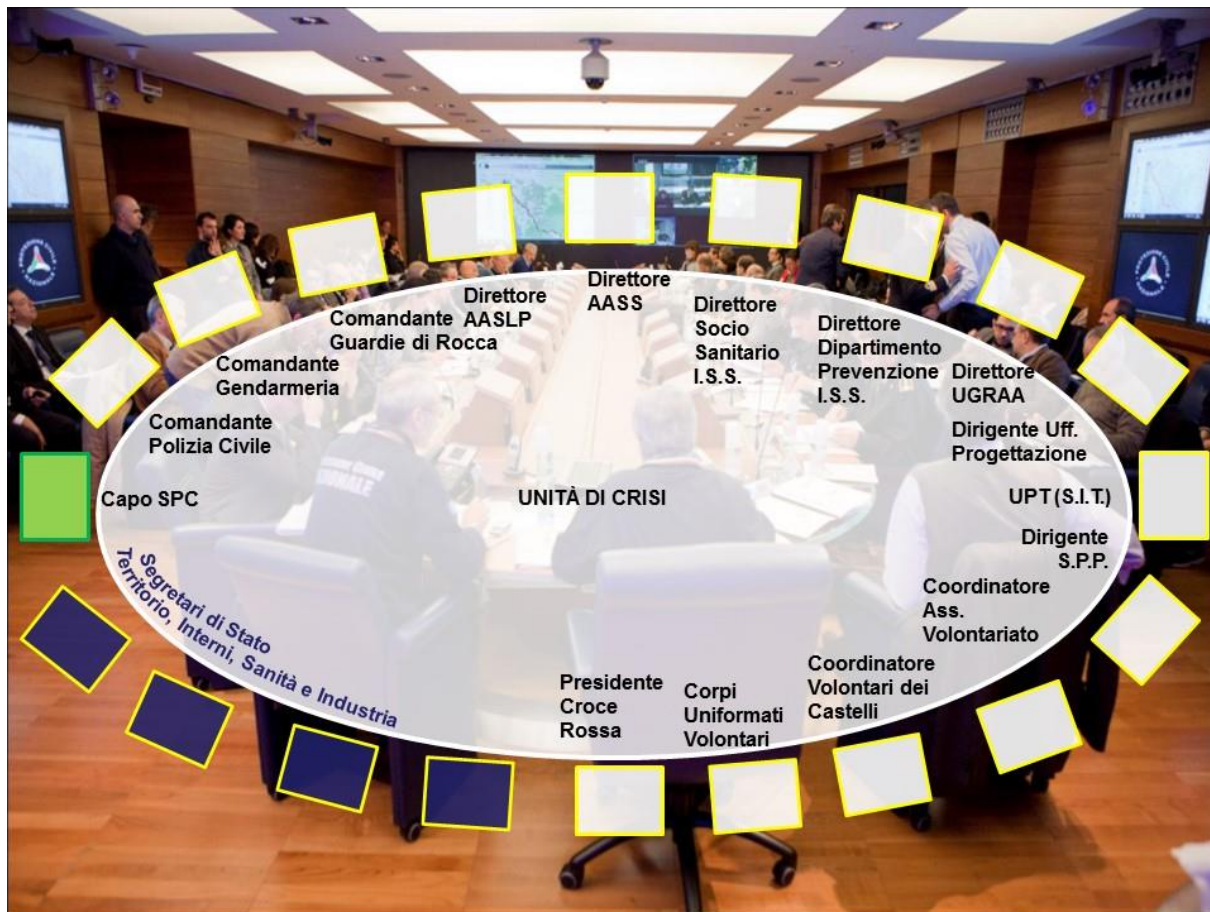 Direttore
AASS
Direttore
AASLP
Comandante
Guardie di Rocca
Comandante
Gendarmeria
Comandante
Polizia Civile
Capo SPC
Direttore
Socio
Sanitario
I.S.S.
Direttore
Dipartimento
Prevenzione
I.S.S.
Direttore
UGRAA
Dirigente Uff.
Progettazione
UPT (S.I.T.)
Dirigente
S.P.P.
Coordinatore
Ass.
Volontariato
Coordinatore
Volontari dei
Castelli
Corpi
Uniformati
Volontari
Presidente
Croce
Rossa
Segretari di Stato
Territorio, Interni, Sanità e Industria
UNITÀ DI CRISI